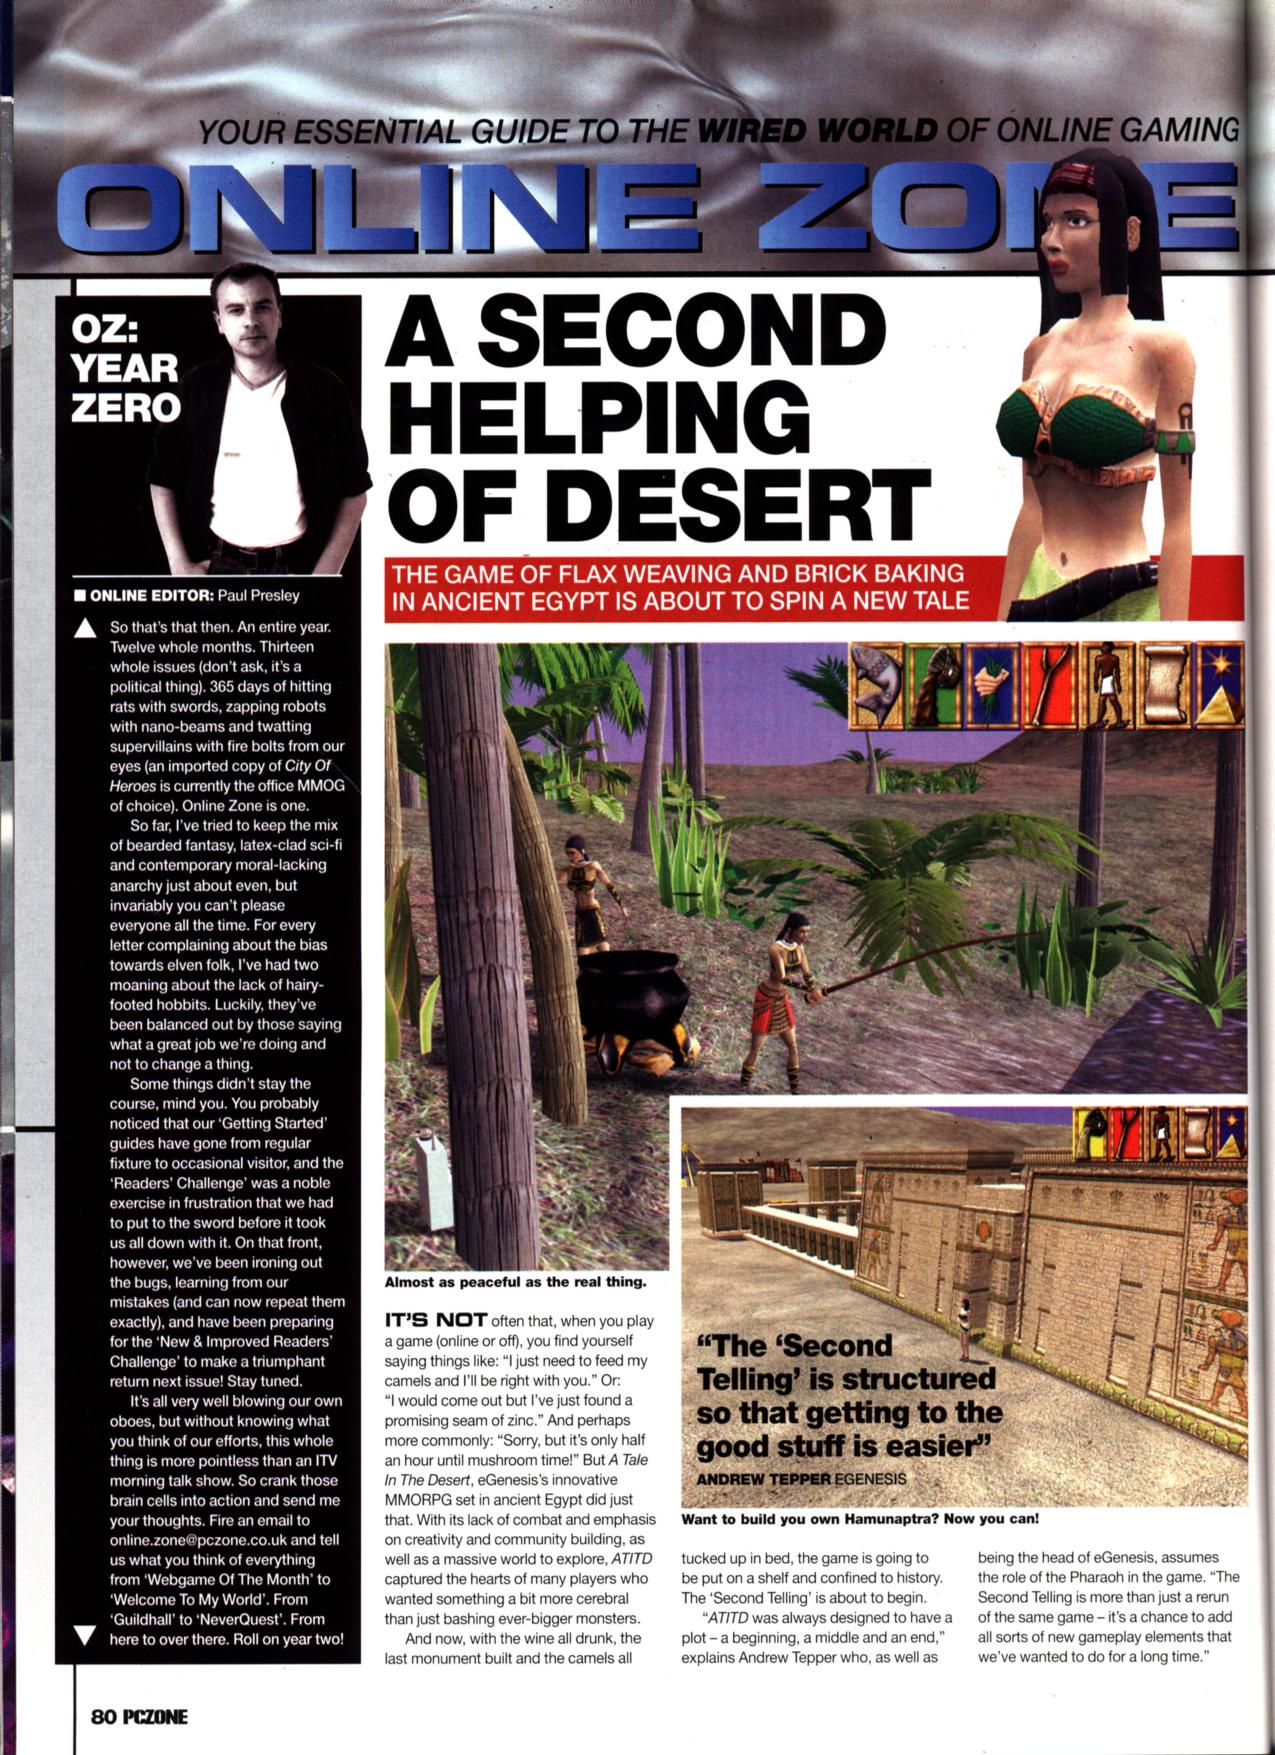 YOUR ESSENTIAL GUIDE TO THE WIRED WORLD OF ONLINE GAMING
ONLINE ZONE
OZ:
YEAR
ZERO
■ ONLINE EDITOR: Paul Presley
So that's that then. An entire year.
Twelve whole months. Thirteen
whole issues (don't ask, it's a
political thing). 365 days of hitting
rats with swords, zapping robots
with nano-beams and twatting
supervillains with fire bolts from our
eyes (an imported copy of City Of
Heroes is currently the office MMOG
of choice). Online Zone is one.
So far, I've tried to keep the mix
of bearded fantasy, latex-clad sci-fi
and contemporary moral-lacking
anarchy just about even, but
invariably you can't please
everyone all the time. For every
letter complaining about the bias
towards elven folk, I've had two
moaning about the lack of hairy-
footed hobbits. Luckily, they've
been balanced out by those saying
what a great job we're doing and
not to change a thing.
Some things didn't stay the
course, mind you. You probably
noticed that our 'Getting Started'
guides have gone from regular
fixture to occasional visitor, and the
'Readers' Challenge' was a noble
exercise in frustration that we had
to put to the sword before it took
us all down with it. On that front,
however, we've been ironing out
the bugs, learning from our
mistakes (and can now repeat them
exactly), and have been preparing
for the 'New & Improved Readers'
Challenge' to make a triumphant
return next issue! Stay tuned.
It's all very well blowing our own
oboes, but without knowing what
you think of our efforts, this whole
thing is more pointless than an ITV
morning talk show. So crank those
brain cells into action and send me
your thoughts. Fire an email to
online.zone@pczone.co.uk and tell
us what you think of everything
from 'Webgame Of The Month' to
'Welcome To My World'. From
'Guildhall' to 'NeverQuest'. From
here to over there. Roll on year two!
A SECOND
HELPING
OF DESERT
THE GAME OF FLAX WEAVING AND BRICK BAKING
IN ANCIENT EGYPT IS ABOUT TO SPIN A NEW TALE
Almost as peaceful as the real thing.
IT'S NOT often that, when you play
a game (online or off), you find yourself
saying things like: "I just need to feed my
camels and I'll be right with you." Or:
"I would come out but I've just found a
promising seam of zinc." And perhaps
more commonly: "Sorry, but it's only half
an hour until mushroom time!" But A Tale
In The Desert, eGenesis's innovative
MMORPG set in ancient Egypt did just
that. With its lack of combat and emphasis
on creativity and community building, as
well as a massive world to explore, ATITD
captured the hearts of many players who
wanted something a bit more cerebral
than just bashing ever-bigger monsters.
And now, with the wine all drunk, the
last monument built and the camels all
"The 'Second
Telling' is structured
so that getting to the
good stuff is easier"
ANDREW TEPPER EGENESIS
Want to build you own Hamunaptra? Now you can!
tucked up in bed, the game is going to
be put on a shelf and confined to history.
The 'Second Telling' is about to begin.
"ATITD was always designed to have a
plot – a beginning, a middle and an end,"
explains Andrew Tepper who, as well as
being the head of eGenesis, assumes
the role of the Pharaoh in the game. "The
Second Telling is more than just a rerun
of the same game – it's a chance to add
all sorts of new gameplay elements that
we've wanted to do for a long time."
80 PCZONE